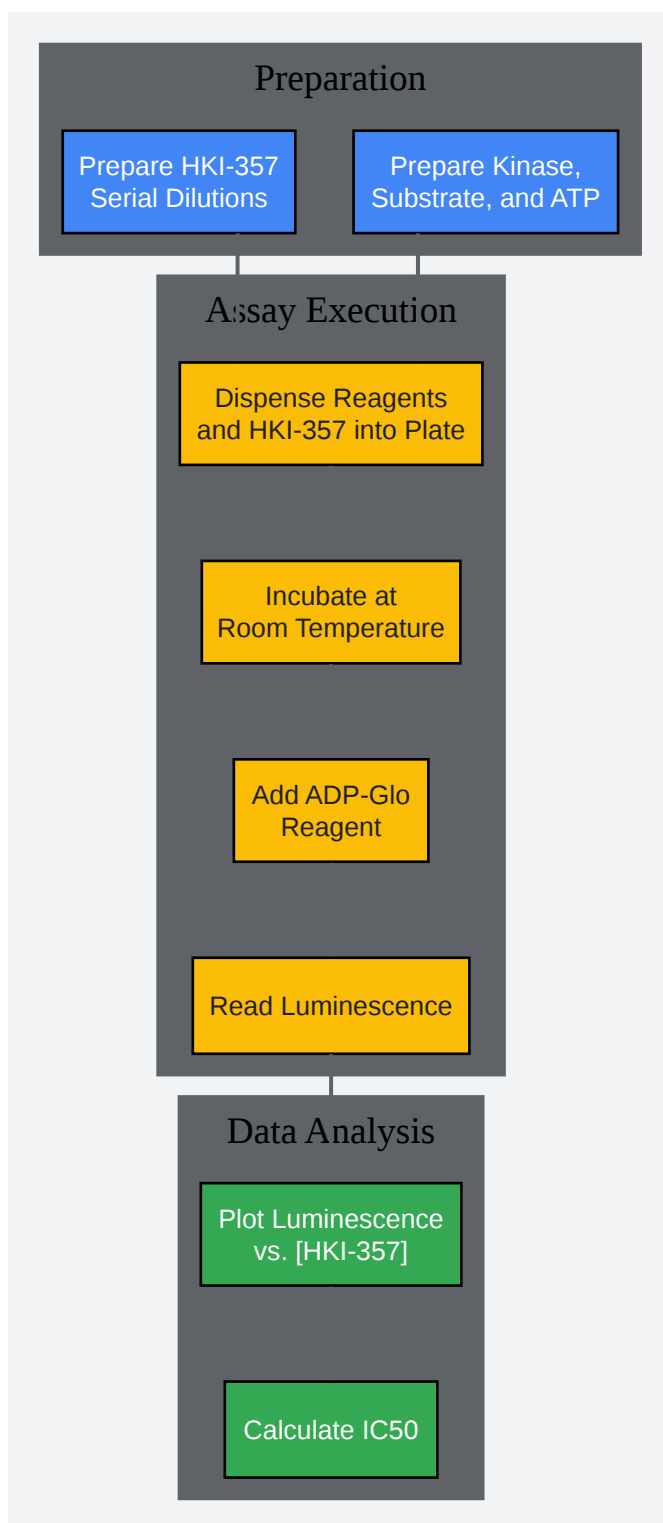 Preparation
Prepare HKI-357
Serial Dilutions
Prepare Kinase,
Substrate, and ATP
Assay Execution
Dispense Reagents
and HKI-357 into Plate
Incubate at
Room Temperature
Add ADP-Glo
Reagent
Read Luminescence
Data Analysis
Plot Luminescence
vs. [HKI-357]
Calculate IC50